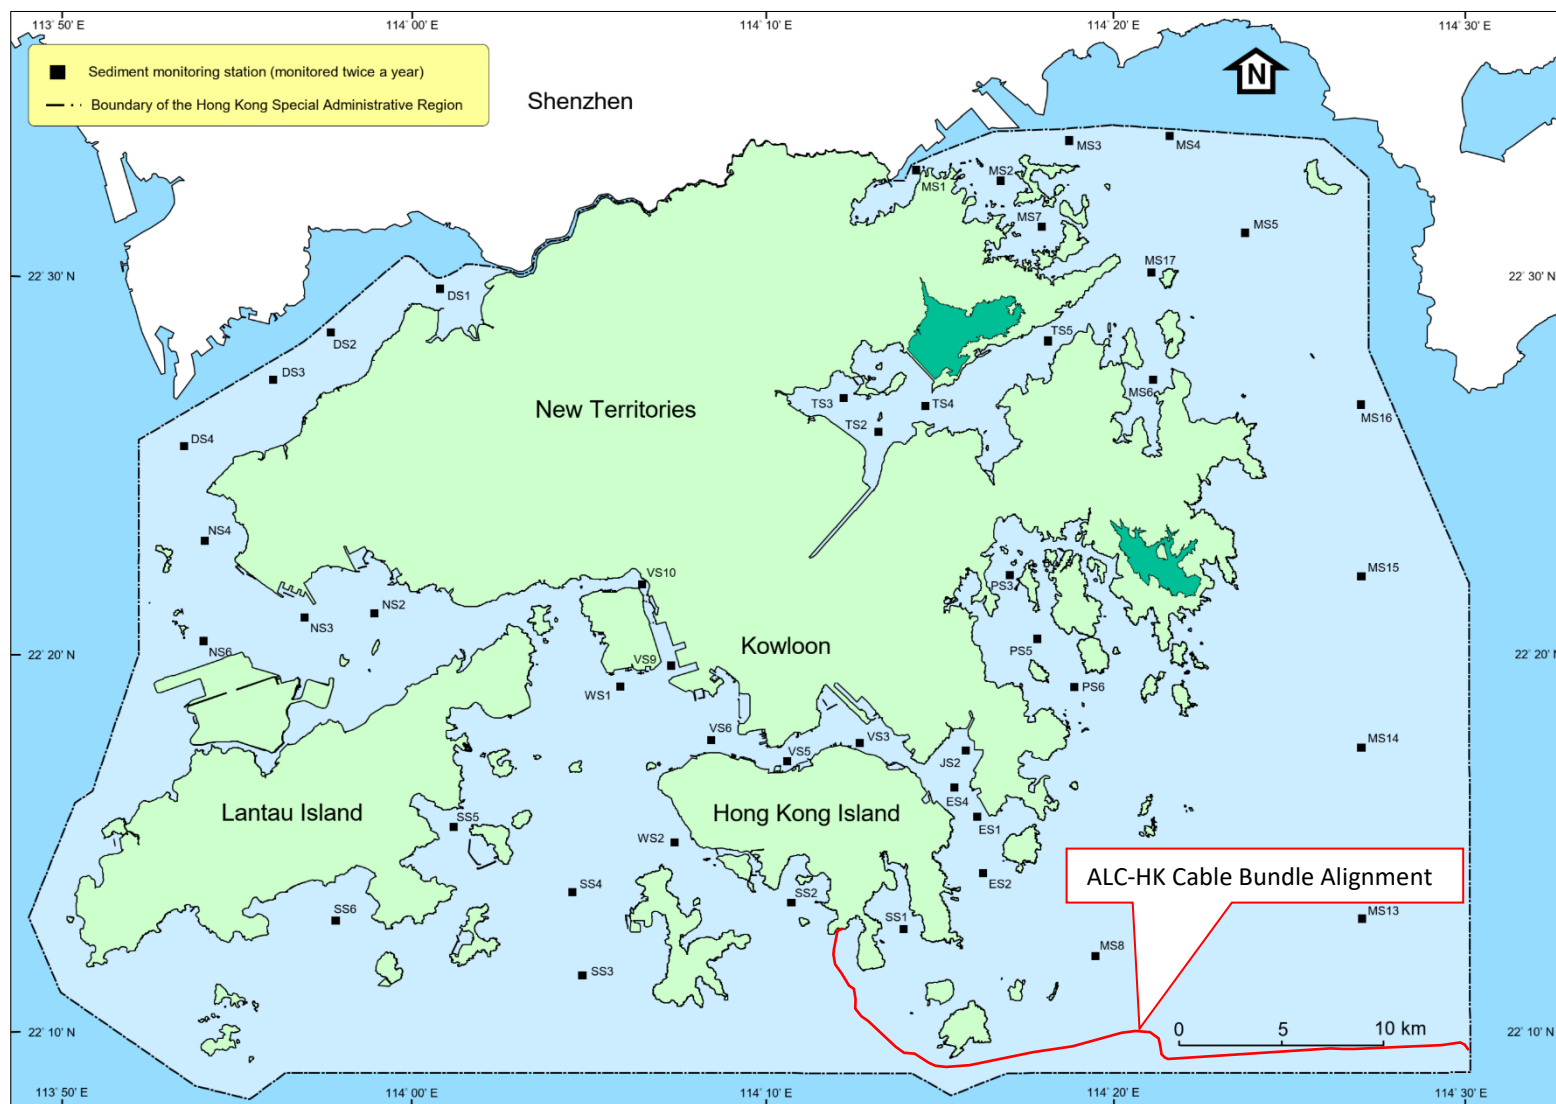 113° 50' E
114° 00' E
114° 10' E
114° 20' E
114° 30' E
Sediment monitoring station (monitored twice a year)
Boundary of the Hong Kong Special Administrative Region
Shenzhen
N
MS3
MS4
MS1
MS2
MS7
MS5
MS17
22° 30' N
22° 30' N
DS1
DS2
TS5
DS3
MS6
TS3
TS4
MS16
New Territories
TS2
DS4
NS4
VS10
PS3
MS15
NS2
NS3
NS6
Kowloon
PS5
22° 20' N
22° 20' N
VS9
WS1
PS6
VS6
VS3
VS5
MS14
JS2
ES4
Lantau Island
Hong Kong Island
SS5
ES1
WS2
ALC-HK Cable Bundle Alignment
ES2
SS4
SS2
SS6
SS1
MS13
MS8
SS3
22° 10' N
0 5 10 km
22° 10' N
113° 50' E
114° 00' E
114° 10' E
114° 20' E
114° 30' E